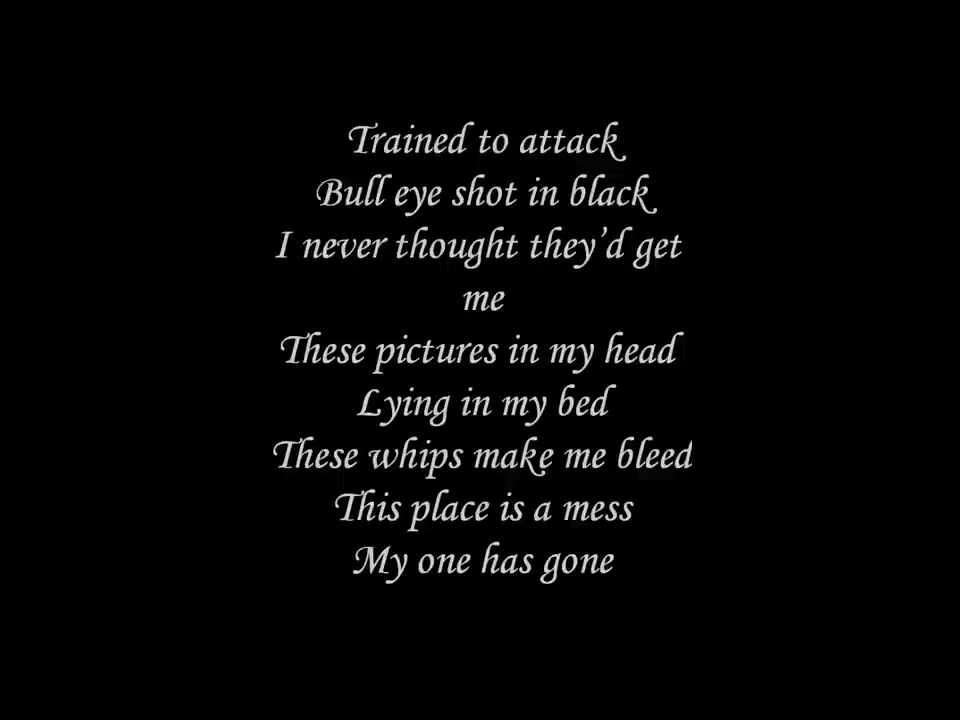 Trained to attack
Bull eye shot in black
I never thought they’d get
me
These pictures in my head
Lying in my bed
These whips make me bleed
This place is a mess
My one has gone